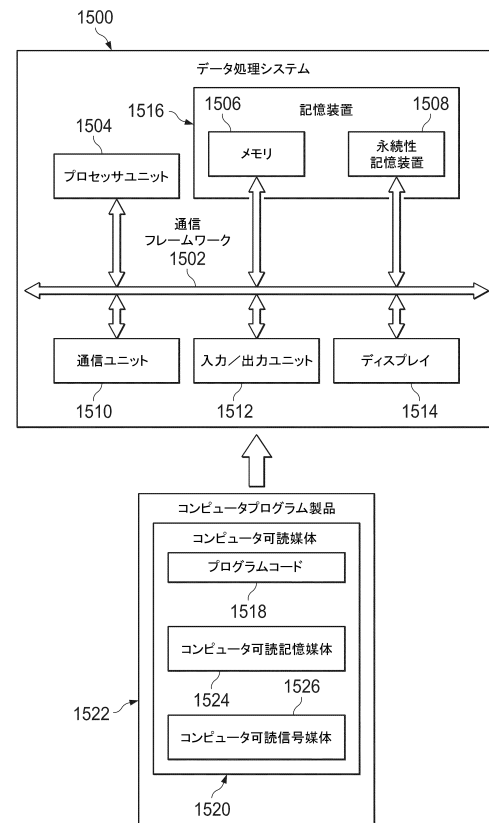 1500
データ処理システム
1516
1506
記憶装置
1508
1504
メモリ
永続性
記憶装置
プロセッサユニット
通信
フレームワーク
1502
通信ユニット
入力／出力ユニット
ディスプレイ
1510
1512
1514
コンピュータプログラム製品
コンピュータ可読媒体
プログラムコード
1518
コンピュータ可読記憶媒体
1524
1526
1522
コンピュータ可読信号媒体
1520